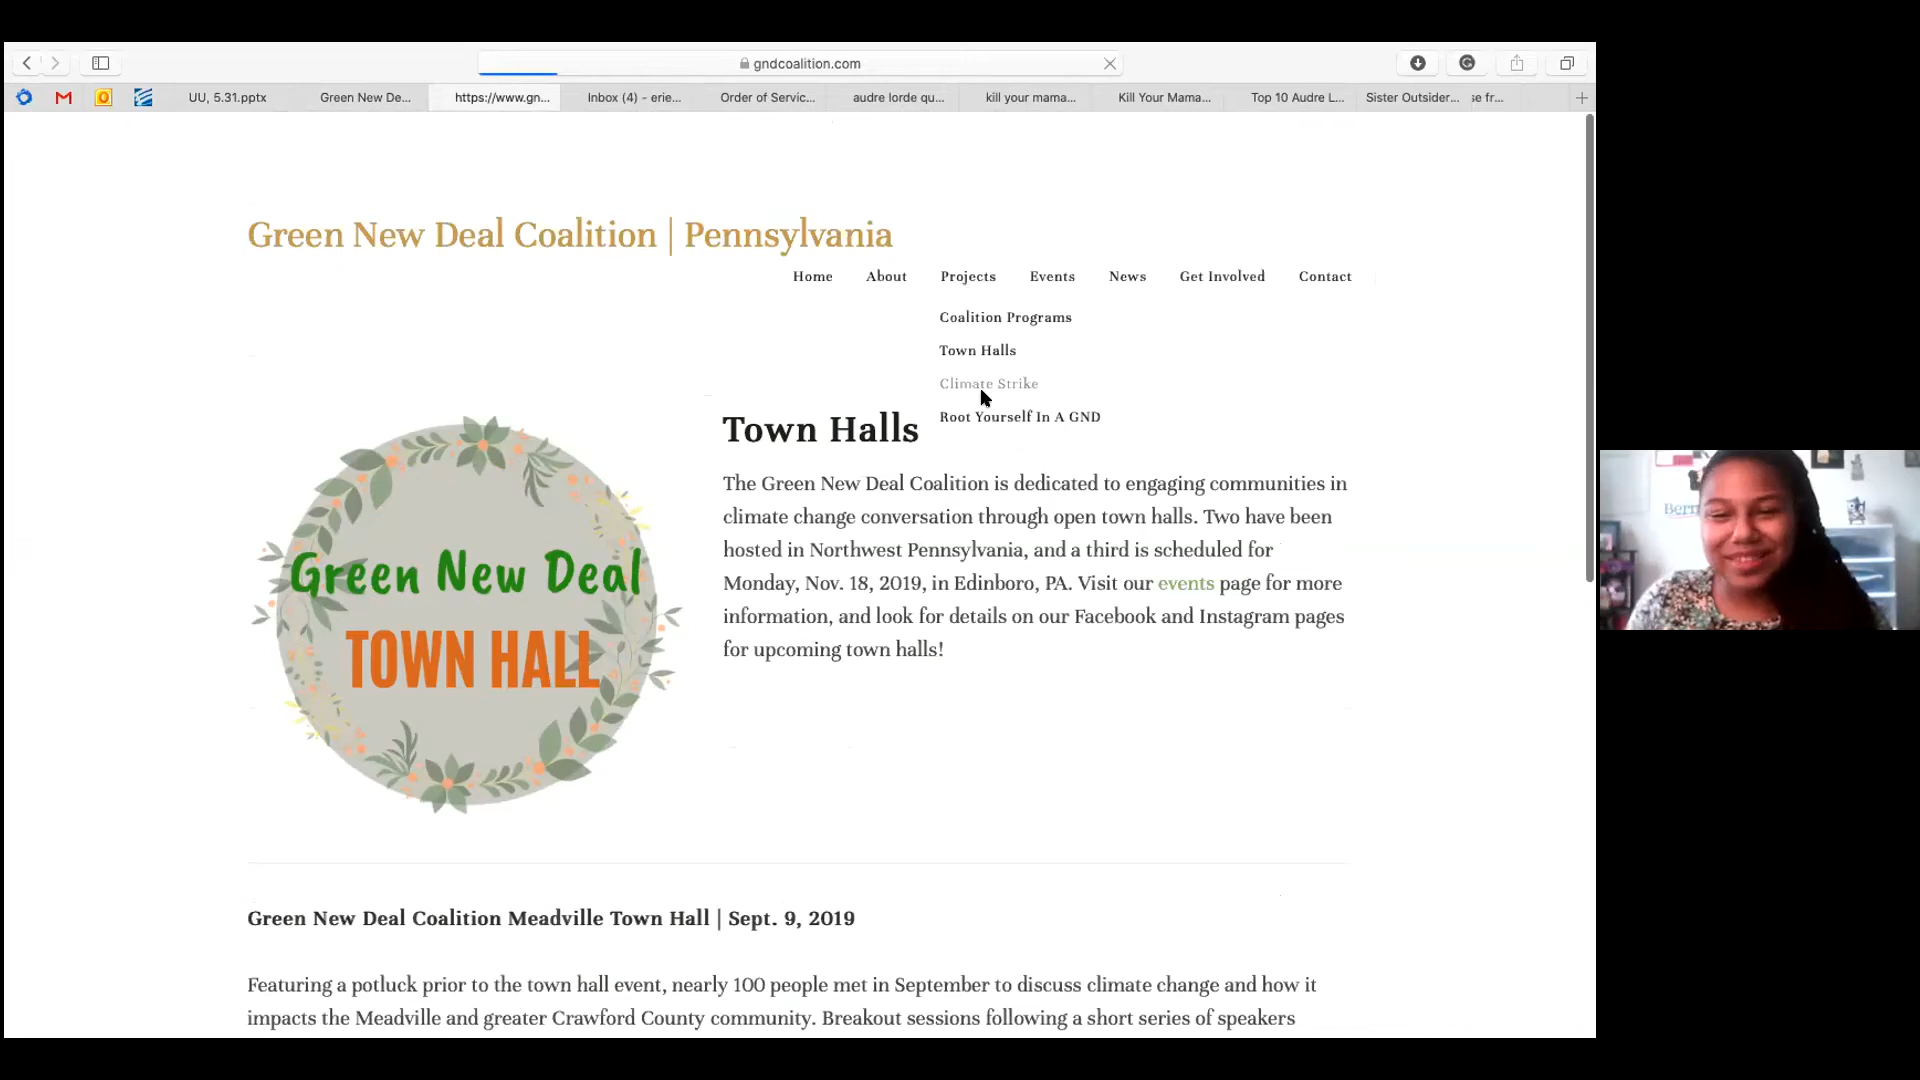 gndcoalition.com
UU, 5.31.pptx
Green New De...
https://www.gn...
Inbox (4) – erie...
Order of Servic...
audre lorde qu...
kill your mama...
Kill Your Mama...
Top 10 Audre L...
Sister Outsider...
se fr...
Green New Deal Coalition | Pennsylvania
Home
About
Projects
Events
News
Get Involved
Contact
Coalition Programs
Town Halls
Climate Strike
Root Yourself In A GND
Green New Deal
TOWN HALL
Town Halls
The Green New Deal Coalition is dedicated to engaging communities in
climate change conversation through open town halls. Two have been
hosted in Northwest Pennsylvania, and a third is scheduled for
Monday, Nov. 18, 2019, in Edinboro, PA. Visit our events page for more
information, and look for details on our Facebook and Instagram pages
for upcoming town halls!
Green New Deal Coalition Meadville Town Hall | Sept. 9, 2019
Featuring a potluck prior to the town hall event, nearly 100 people met in September to discuss climate change and how it
impacts the Meadville and greater Crawford County community. Breakout sessions following a short series of speakers
Bern